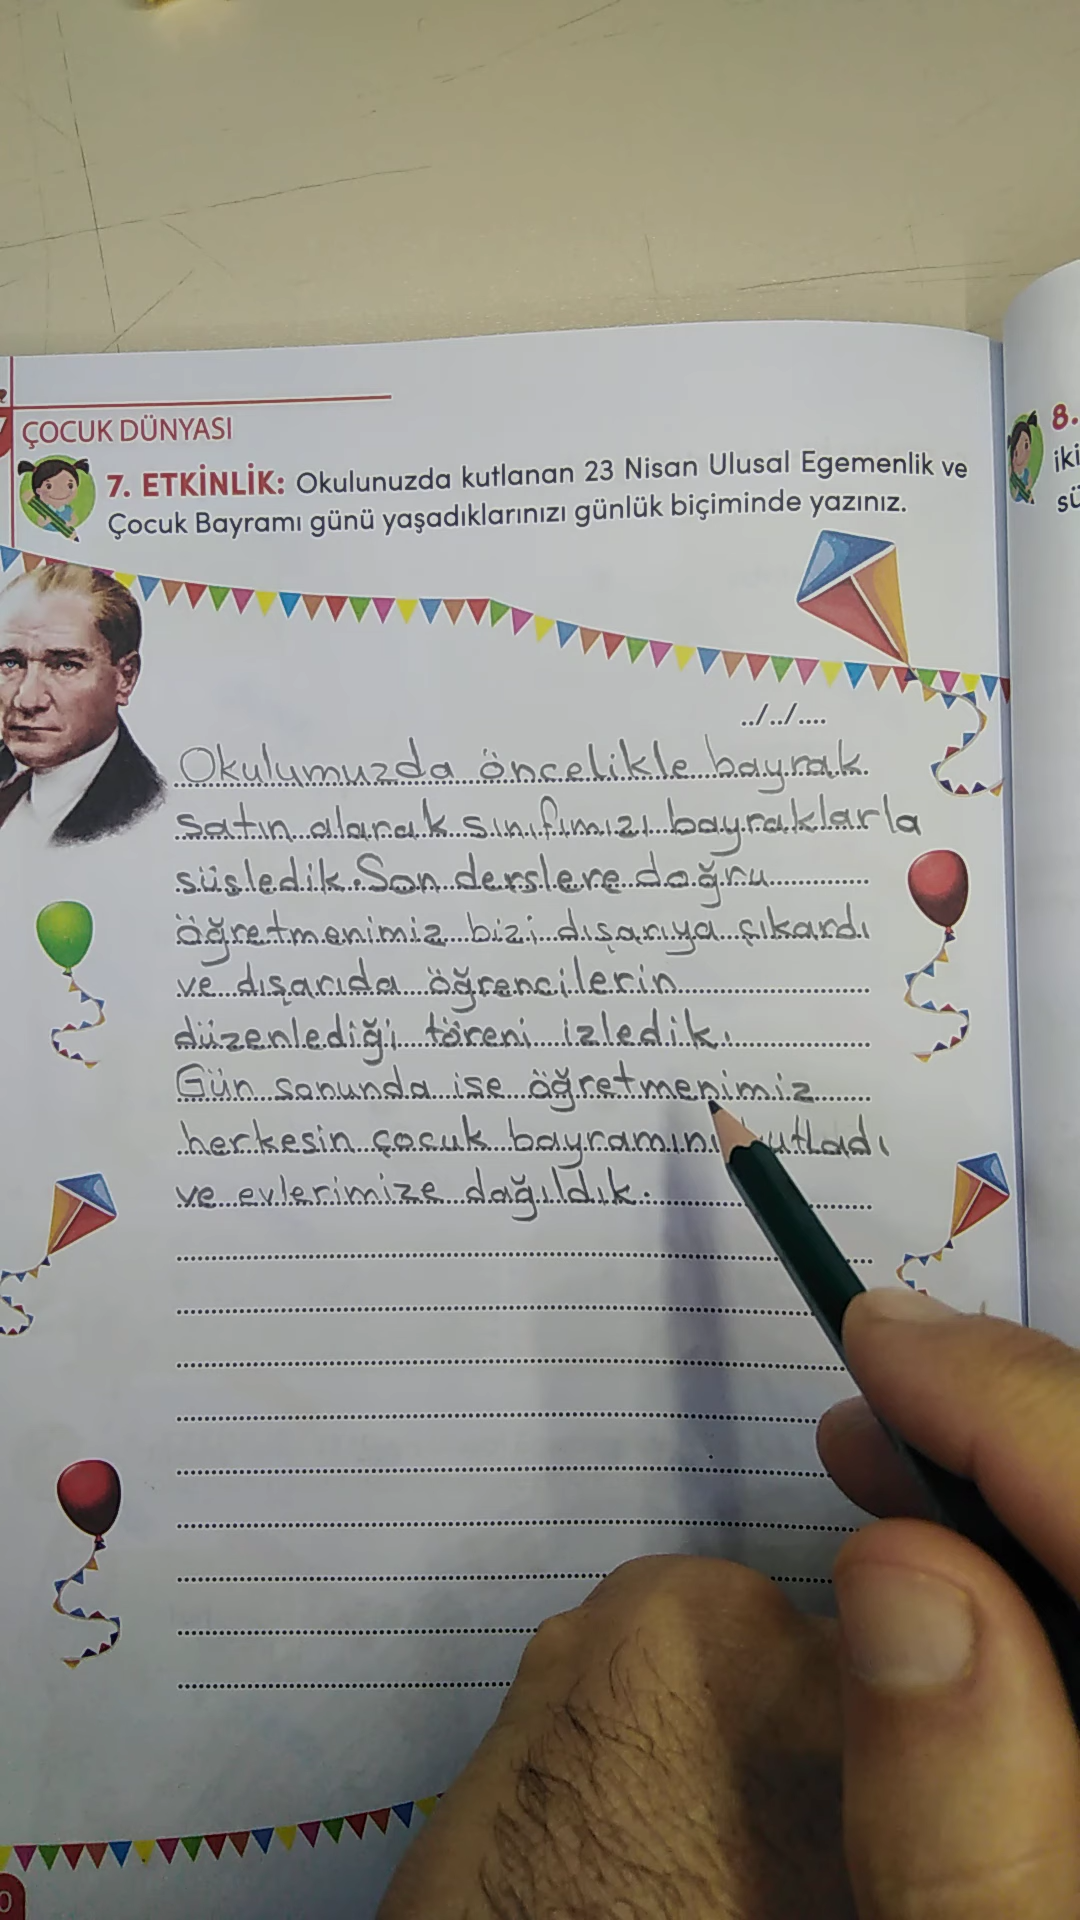 ÇOCUK DÜNYASI
7. ETKİNLİK: Okulunuzda kutlanan 23 Nisan Ulusal Egemenlik ve
Çocuk Bayramı günü yaşadıklarınızı günlük biçiminde yazınız.
../../....
Okulumuzda öncelikle bayrak
satın alarak sınıfımızı bayraklarla
süsledik. Son derslere doğru
öğretmenimiz bizi dışarıya çıkardı
ve dışarıda öğrencilerin
düzenlediği töreni izledik.
Gün sonunda ise öğretmenimiz
herkesin çocuk bayramını kutladı
ve evlerimize dağıldık.
8.
iki